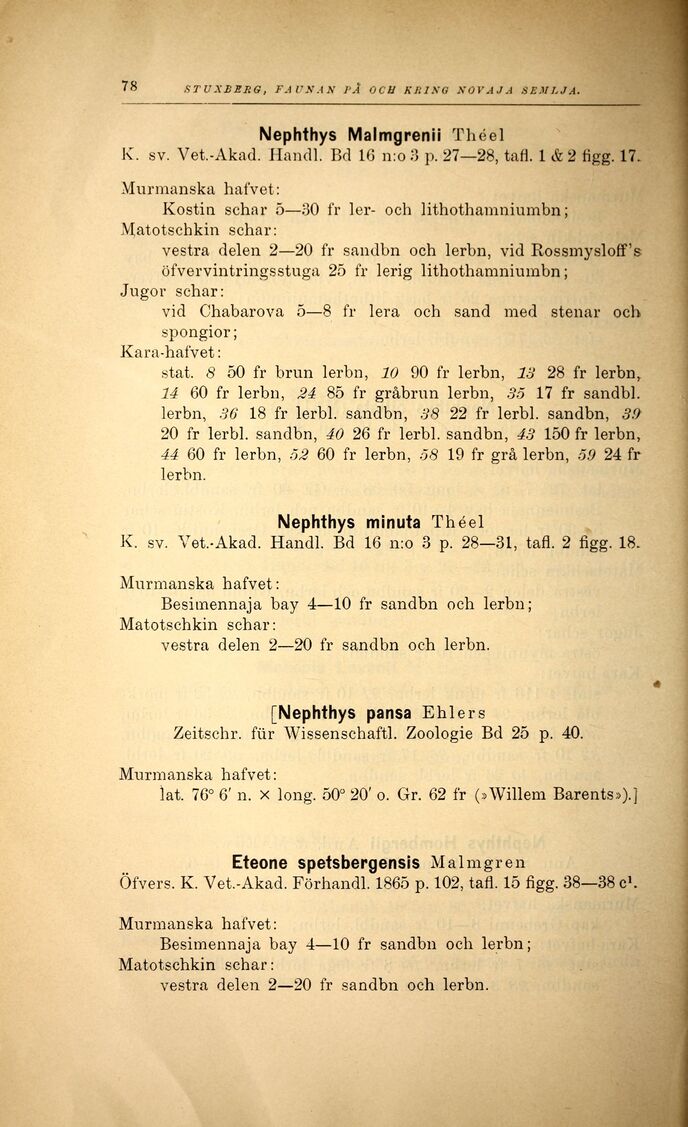 78 STUXBERG, FAUNAN PÅ OCH KRING NOVAJA SEMLJA.
Nephthys Malmgrenii Théel
K. sv. Vet.-Akad. Handl. Bd 16 n:o 3 p. 27—28, tafl. 1 & 2 figg. 17.
Murmanska hafvet:
Kostin schar 5—30 fr ler- och lithothamniumbn;
Matotschkin schar:
vestra delen 2—20 fr sandbn och lerbn, vid Rossmysloff's
öfvervintringsstuga 25 fr lerig lithothamniumbn;
Jugor schar:
vid Chabarova 5—8 fr lera och sand med stenar och
spongior;
Kara-hafvet:
stat. 8 50 fr brun lerbn, 10 90 fr lerbn, 13 28 fr lerbn,
14 60 fr lerbn, 24 85 fr gråbrun lerbn, 35 17 fr sandbl.
lerbn, 36 18 fr lerbl. sandbn, 38 22 fr lerbl. sandbn, 39
20 fr lerbl. sandbn, 40 26 fr lerbl. sandbn, 43 150 fr lerbn,
44 60 fr lerbn, 52 60 fr lerbn, 58 19 fr grå lerbn, 59 24 fr
lerbn.
Nephthys minuta Théel
K. sv. Vet.-Akad. Handl. Bd 16 n:o 3 p. 28—31, tafl. 2 figg. 18.
Murmanska hafvet:
Besimennaja bay 4—10 fr sandbn och lerbn;
Matotschkin schar:
vestra delen 2—20 fr sandbn och lerbn.
[Nephthys pansa Ehlers
Zeitschr. für Wissenschaftl. Zoologie Bd 25 p. 40.
Murmanska hafvet:
lat. 76° 6' n. × long. 50° 20' o. Gr. 62 fr (»Willem Barents»).]
Eteone spetsbergensis Malmgren
Öfvers. K. Vet.-Akad. Förhandl. 1865 p. 102, tafl. 15 figg. 38—38 c¹.
Murmanska hafvet:
Besimennaja bay 4—10 fr sandbn och lerbn;
Matotschkin schar:
vestra delen 2—20 fr sandbn och lerbn.